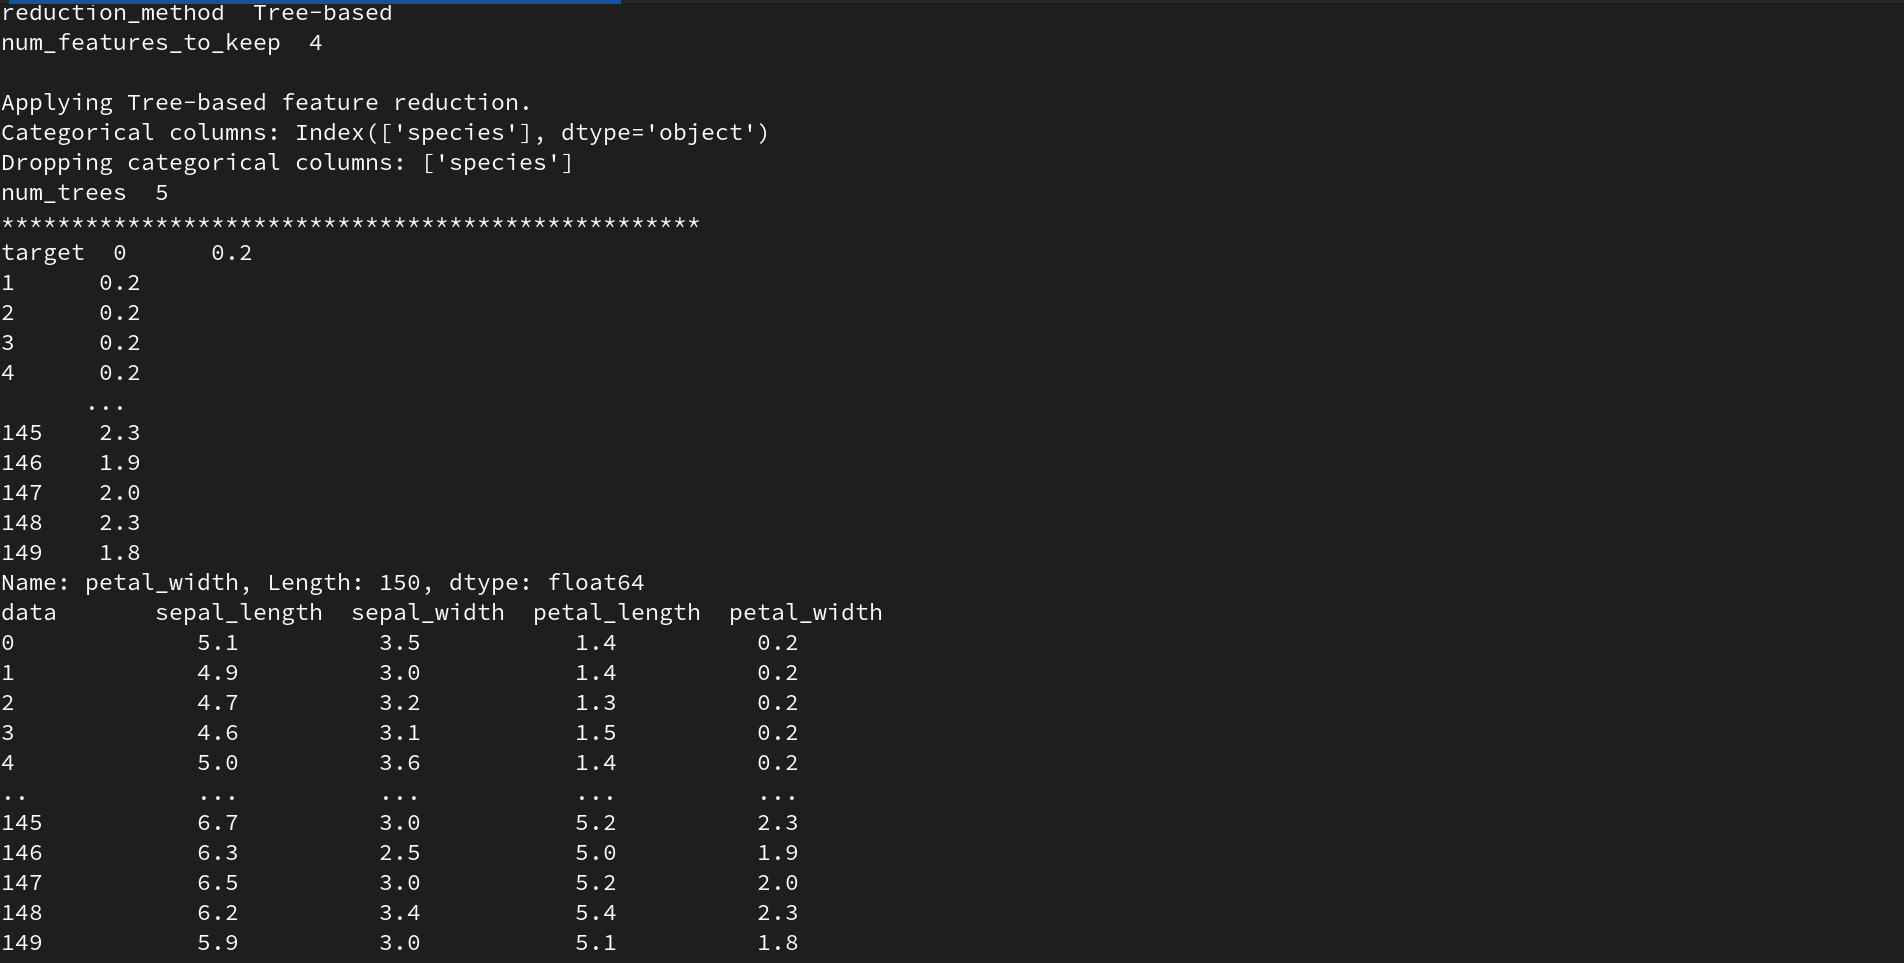 reduction_method  Tree-based
num_features_to_keep  4

Applying Tree-based feature reduction.
Categorical columns: Index(['species'], dtype='object')
Dropping categorical columns: ['species']
num_trees  5
**************************************************
target  0      0.2
1      0.2
2      0.2
3      0.2
4      0.2
      ...
145    2.3
146    1.9
147    2.0
148    2.3
149    1.8
Name: petal_width, Length: 150, dtype: float64
data       sepal_length  sepal_width  petal_length  petal_width
0             5.1          3.5           1.4          0.2
1             4.9          3.0           1.4          0.2
2             4.7          3.2           1.3          0.2
3             4.6          3.1           1.5          0.2
4             5.0          3.6           1.4          0.2
..            ...          ...           ...          ...
145           6.7          3.0           5.2          2.3
146           6.3          2.5           5.0          1.9
147           6.5          3.0           5.2          2.0
148           6.2          3.4           5.4          2.3
149           5.9          3.0           5.1          1.8